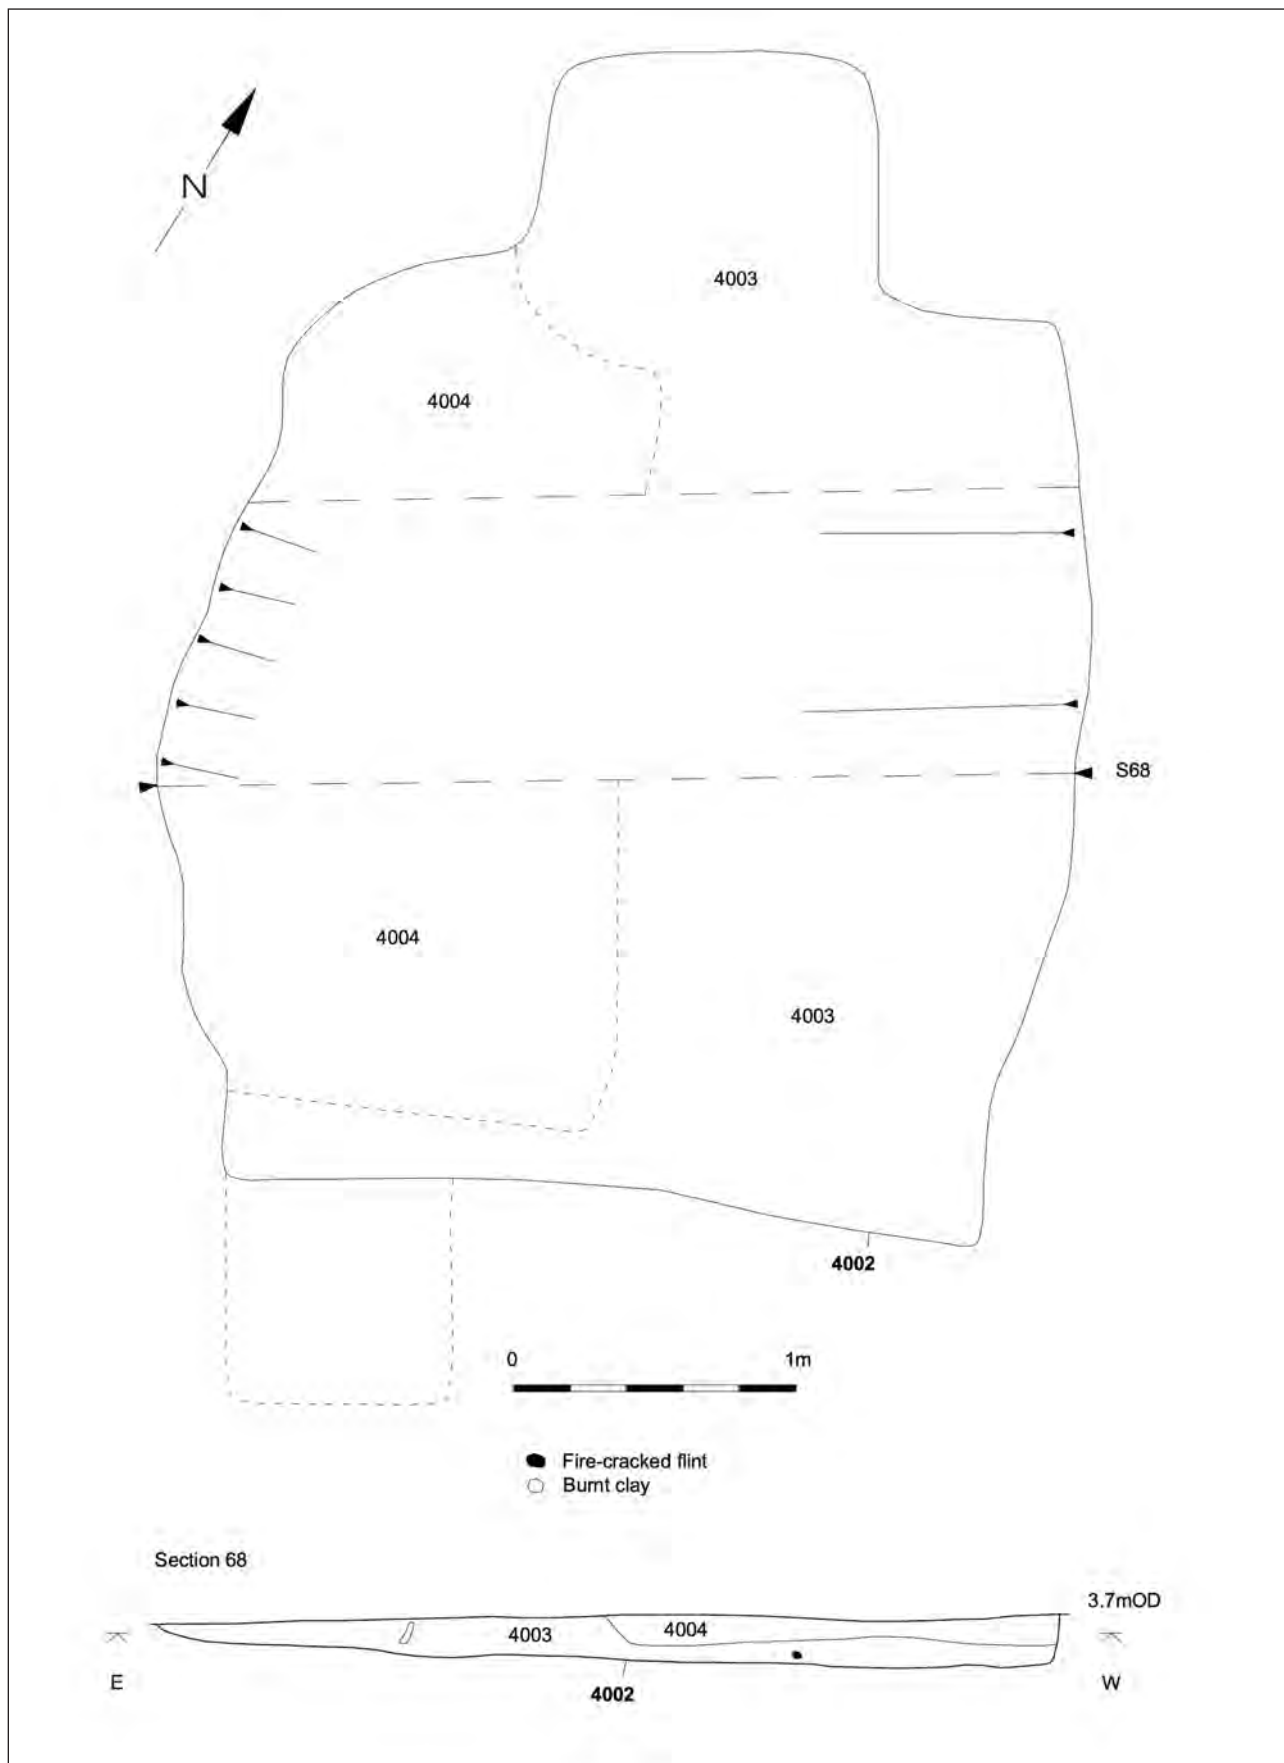 N
4003
4004
S68
4004
4003
4002
0 1m
Fire-cracked flint
Burnt clay
Section 68
3.7mOD
4003 4004
E W
4002